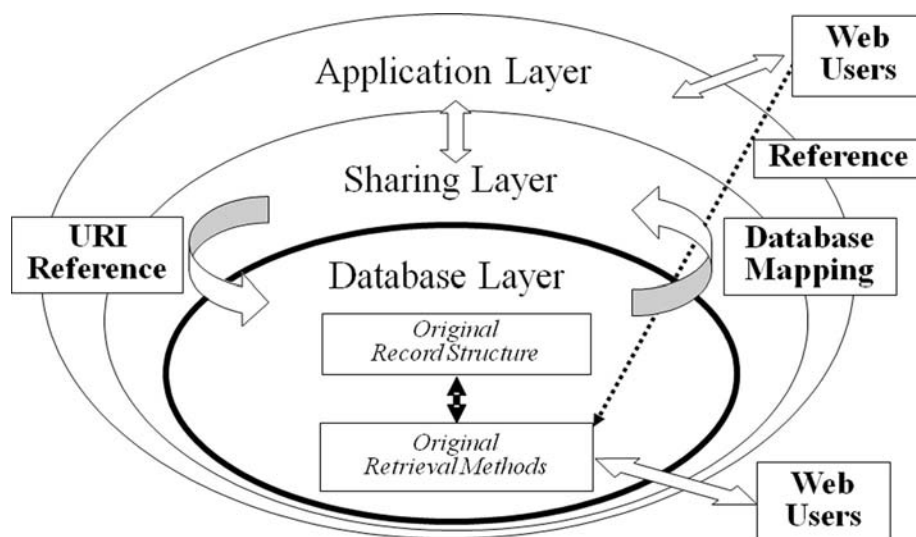 Web
Users
Application Layer
Reference
Sharing Layer
URI
Reference
Database
Mapping
Database Layer
Original
Record Structure
Original
Retrieval Methods
Web
Users